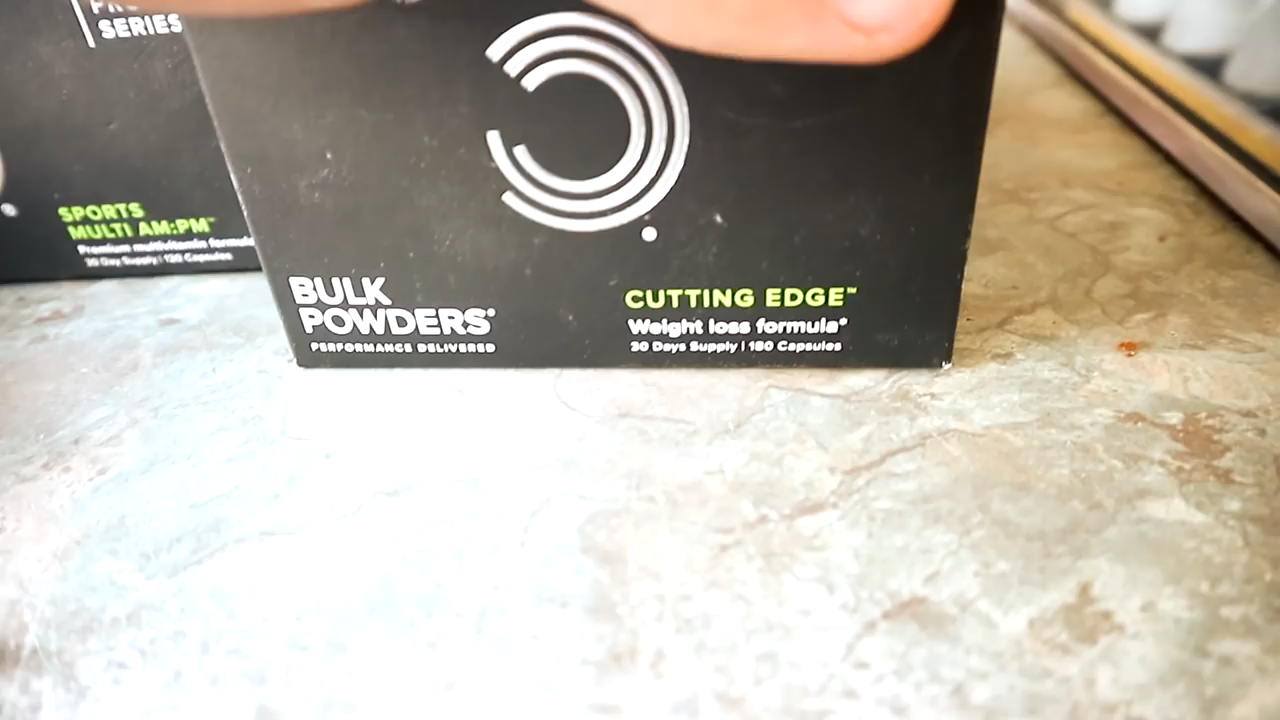 SERIES
SPORTS
MULTI AM:PM™
Premium multivitamin formula
30 Day Supply | 120 Capsules
BULK
POWDERS®
PERFORMANCE DELIVERED
CUTTING EDGE™
Weight loss formula*
30 Days Supply | 180 Capsules